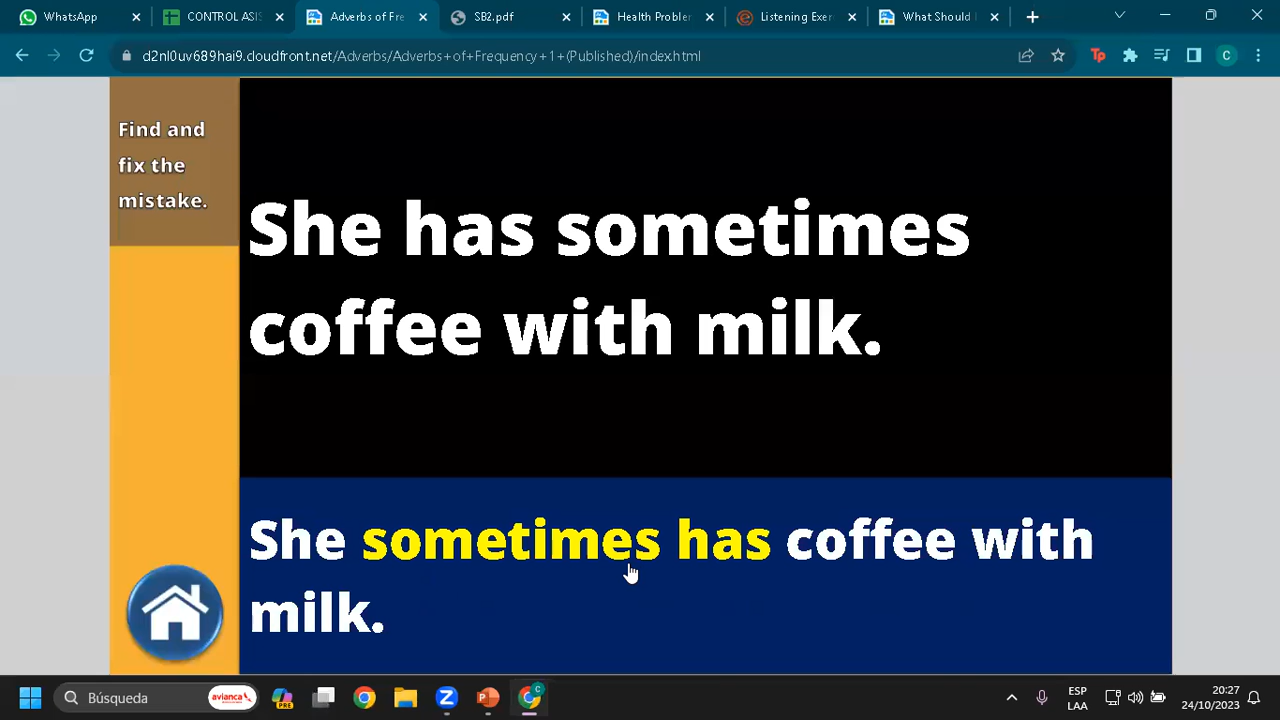 WhatsApp
CONTROL ASIS
Adverbs of Fre
SB2.pdf
Health Probler
Listening Exer
What Should
d2nl0uv689hai9.cloudfront.net/Adverbs/Adverbs+of+Frequency+1+(Published)/index.html
Tp
C
Find and
fix the
mistake.
She has sometimes
coffee with milk.
She sometimes has coffee with
milk.
Búsqueda
avianca
PRE
ESP
LAA
20:27
24/10/2023